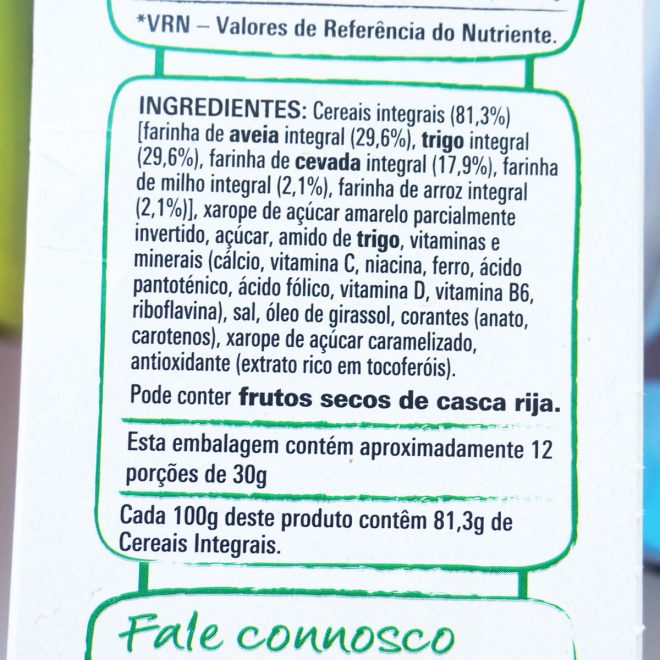 *VRN – Valores de Referência do Nutriente.
INGREDIENTES: Cereais integrais (81,3%)
[farinha de aveia integral (29,6%), trigo integral
(29,6%), farinha de cevada integral (17,9%), farinha
de milho integral (2,1%), farinha de arroz integral
(2,1%)], xarope de açúcar amarelo parcialmente
invertido, açúcar, amido de trigo, vitaminas e
minerais (cálcio, vitamina C, niacina, ferro, ácido
pantoténico, ácido fólico, vitamina D, vitamina B6,
riboflavina), sal, óleo de girassol, corantes (anato,
carotenos), xarope de açúcar caramelizado,
antioxidante (extrato rico em tocoferóis).
Pode conter frutos secos de casca rija.
Esta embalagem contém aproximadamente 12
porções de 30g
Cada 100g deste produto contêm 81,3g de
Cereais Integrais.
Fale connosco